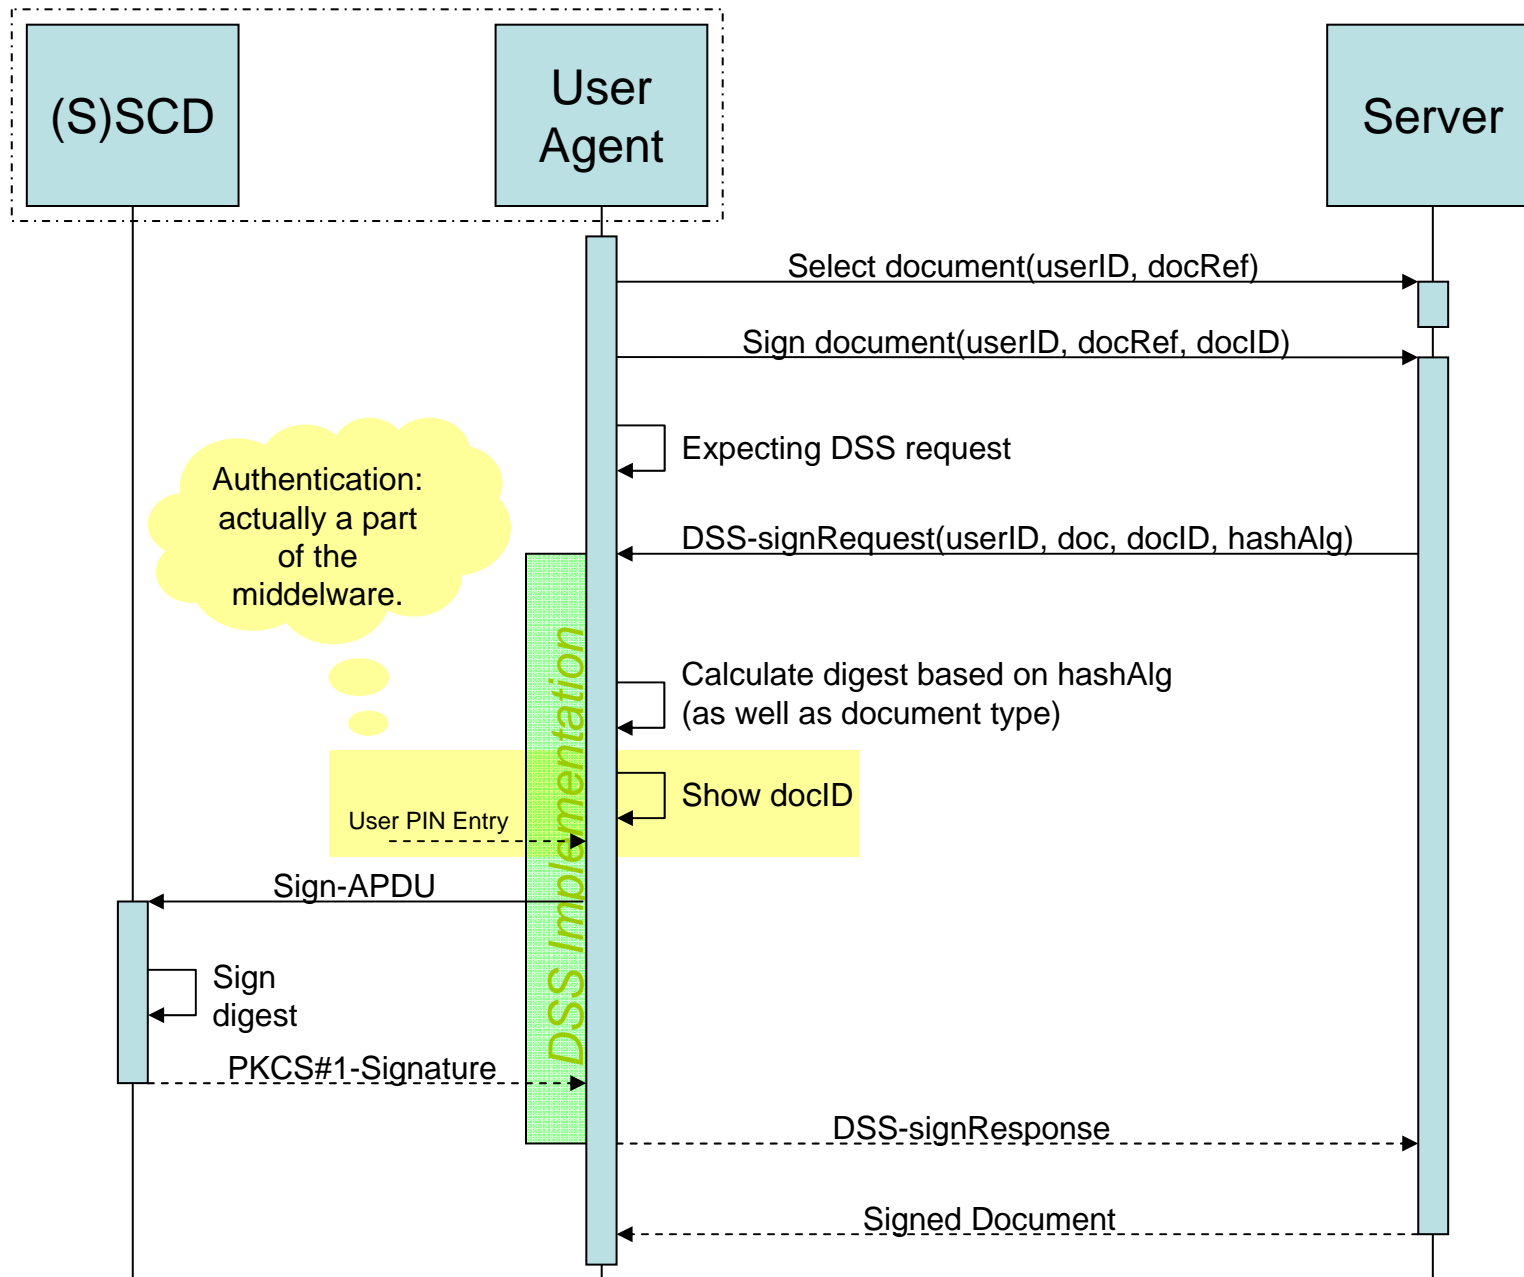 (S)SCD
User
Agent
Server
Select document(userID, docRef)
Sign document(userID, docRef, docID)
Expecting DSS request
Authentication:
actually a part
of the
middelware.
DSS-signRequest(userID, doc, docID, hashAlg)
DSS Implementation
Calculate digest based on hashAlg
(as well as document type)
Show docID
User PIN Entry
Sign-APDU
Sign
digest
PKCS#1-Signature
DSS-signResponse
Signed Document